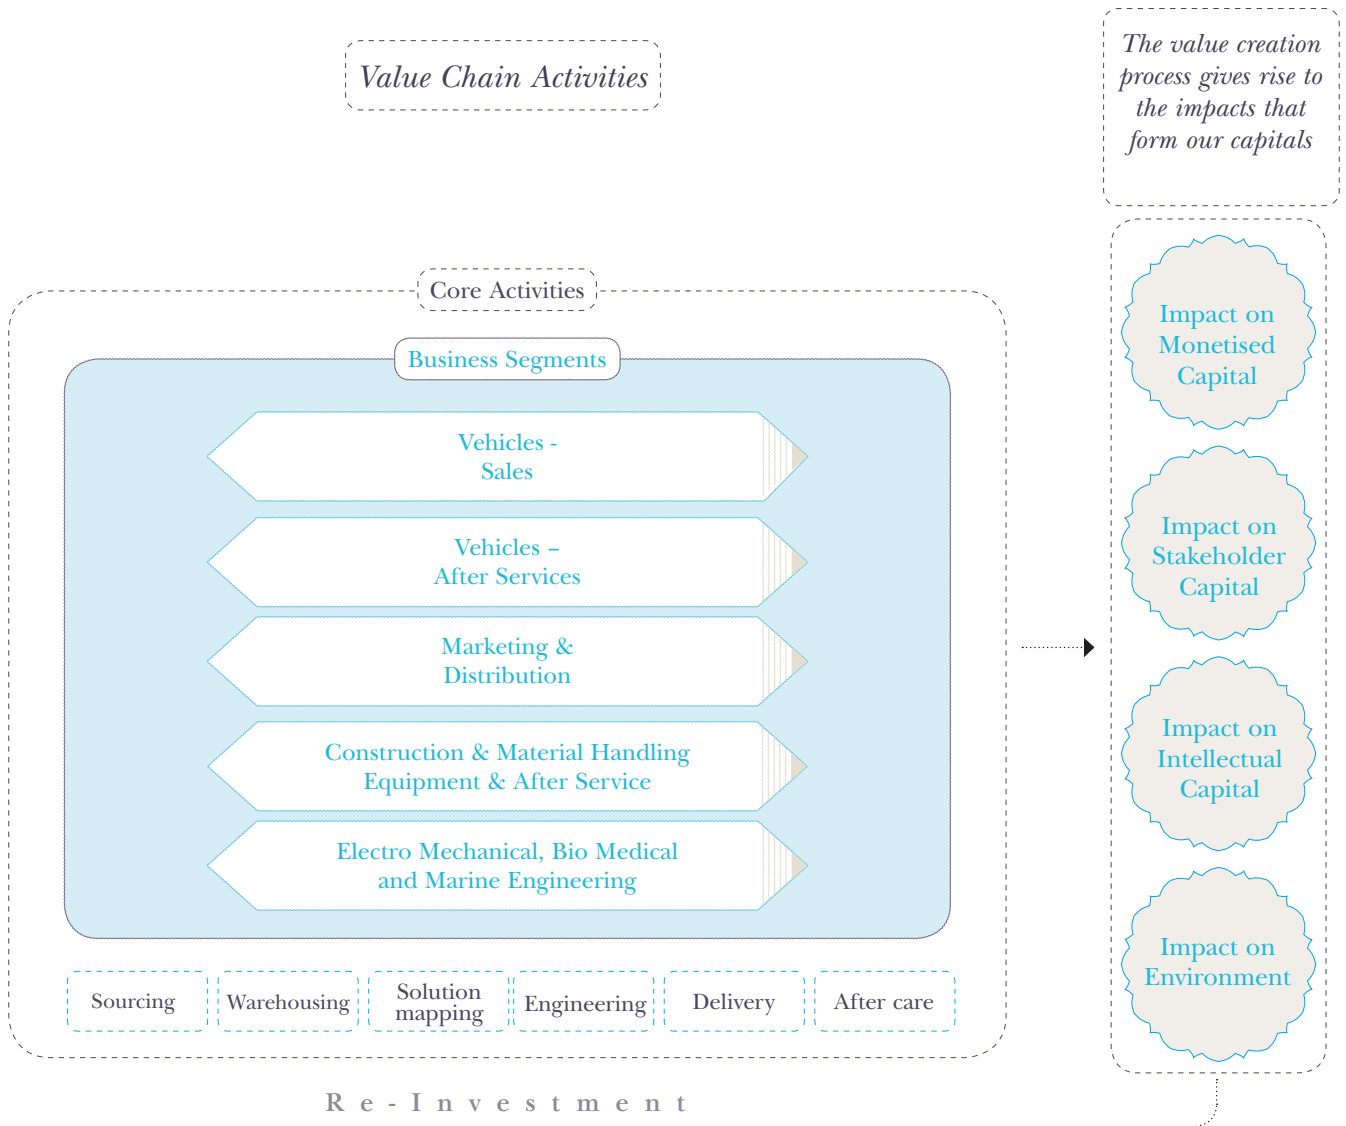 Value Chain Activities
The value creation
process gives rise to
the impacts that
form our capitals
Core Activities
Business Segments
Vehicles -
Sales
Vehicles –
After Services
Marketing &
Distribution
Construction & Material Handling
Equipment & After Service
Electro Mechanical, Bio Medical
and Marine Engineering
Sourcing
Warehousing
Solution
mapping
Engineering
Delivery
After care
Re-Investment
Impact on
Monetised
Capital
Impact on
Stakeholder
Capital
Impact on
Intellectual
Capital
Impact on
Environment